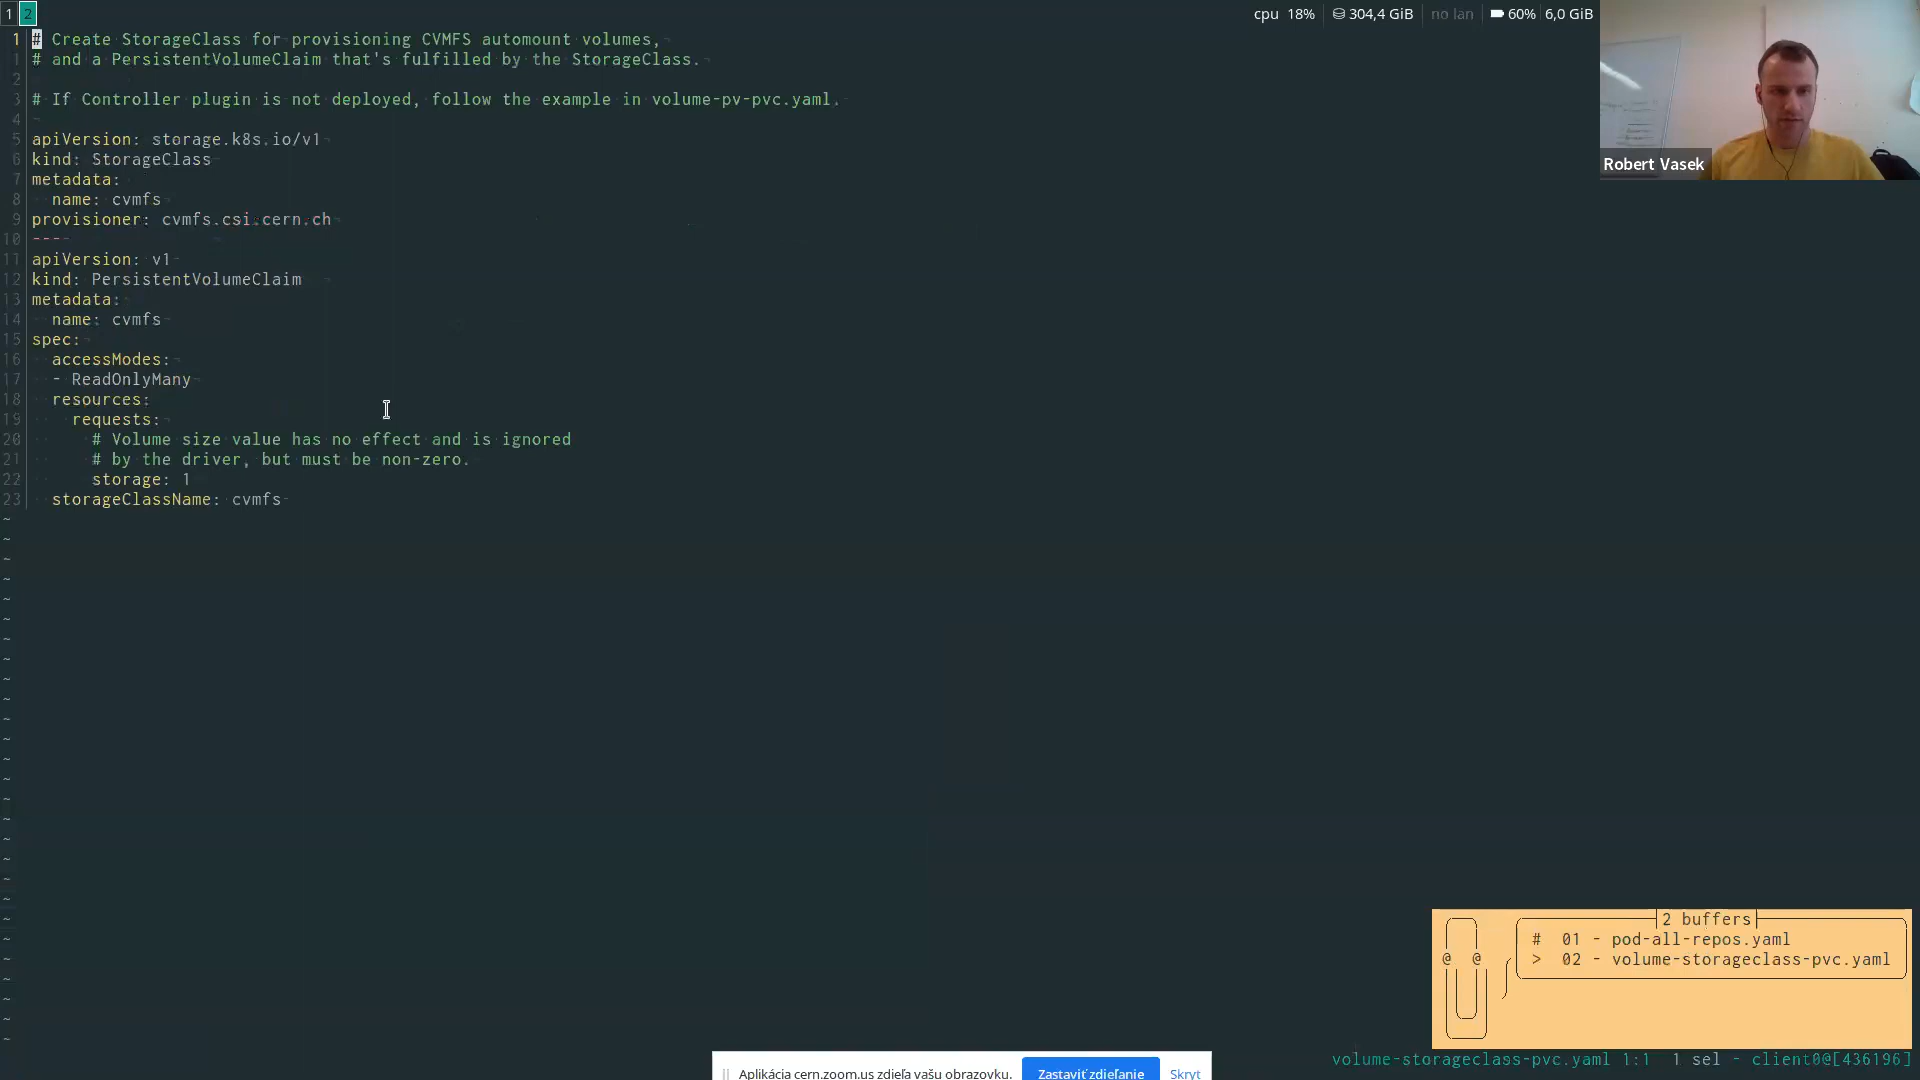 1 2
cpu 18% 304,4 GiB no lan 60% 6,0 GiB
1 # Create StorageClass for provisioning CVMFS automount volumes,
1 # and a PersistentVolumeClaim that's fulfilled by the StorageClass.
2
3 # If Controller plugin is not deployed, follow the example in volume-pv-pvc.yaml.
4
5 apiVersion: storage.k8s.io/v1
6 kind: StorageClass
7 metadata:
8 name: cvmfs
9 provisioner: cvmfs.csi.cern.ch
10 ---
11 apiVersion: v1
12 kind: PersistentVolumeClaim
13 metadata:
14 name: cvmfs
15 spec:
16 accessModes:
17 - ReadOnlyMany
18 resources:
19 requests:
20 # Volume size value has no effect and is ignored
21 # by the driver, but must be non-zero.
22 storage: 1
23 storageClassName: cvmfs
Robert Vasek
2 buffers
# 01 - pod-all-repos.yaml
> 02 - volume-storageclass-pvc.yaml
volume-storageclass-pvc.yaml 1:1 1 sel - client0@[436196]
Aplikácia cern.zoom.us zdieľa vašu obrazovku. Zastaviť zdieľanie Skryť